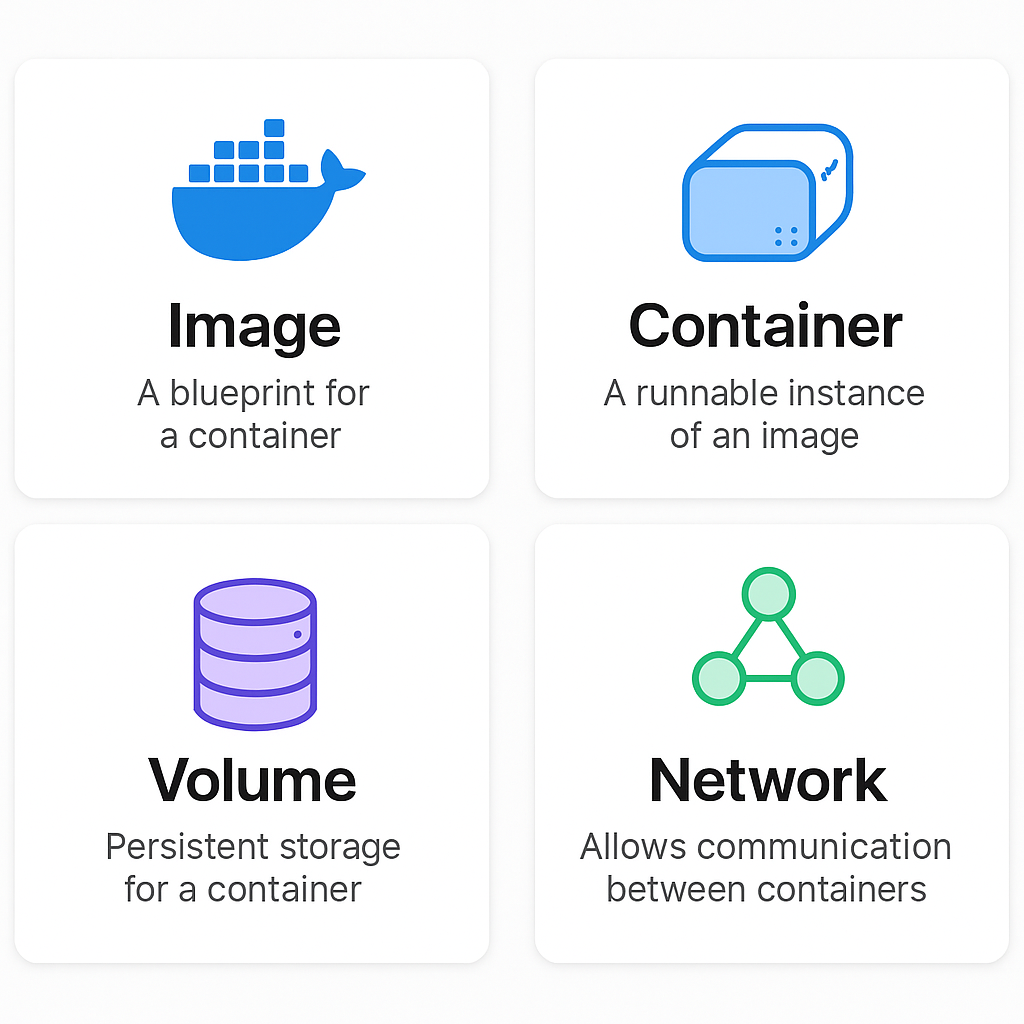 Image
A blueprint for
a container
Container
A runnable instance
of an image
Volume
Persistent storage
for a container
Network
Allows communication
between containers